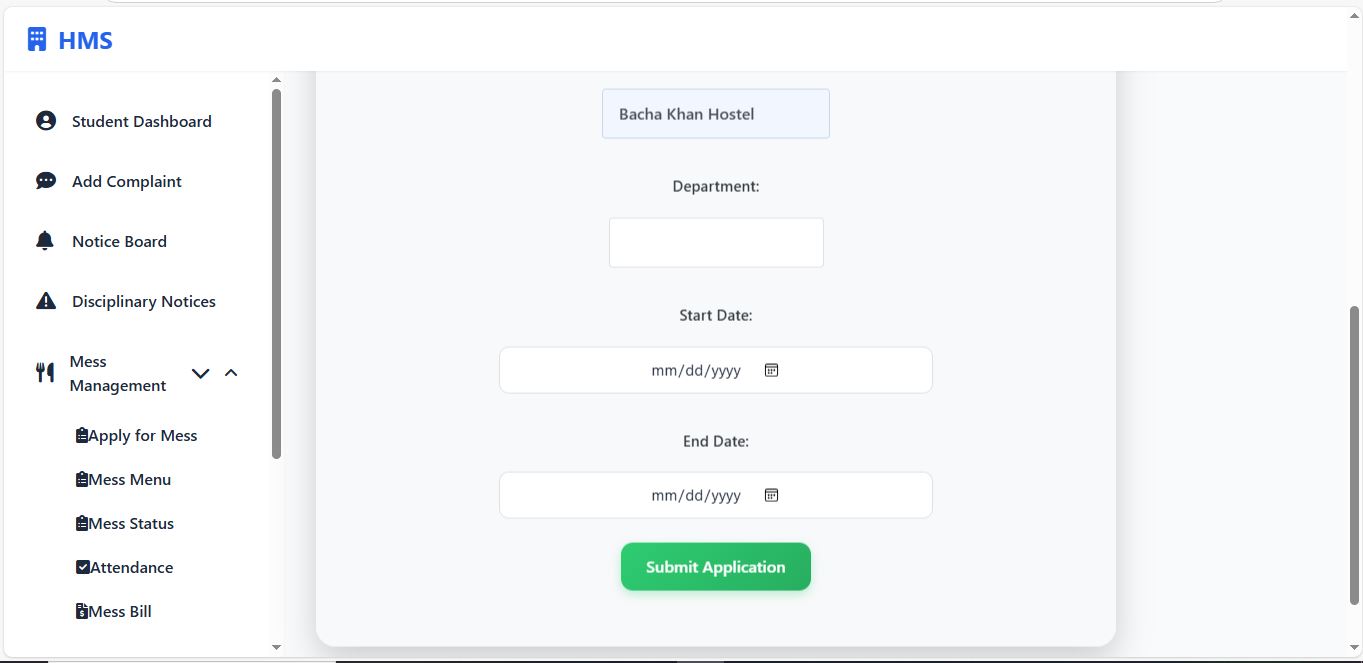 HMS
Student Dashboard
Add Complaint
Notice Board
Disciplinary Notices
Mess
Management
Apply for Mess
Mess Menu
Mess Status
Attendance
Mess Bill
Bacha Khan Hostel
Department:
Start Date:
mm/dd/yyyy
End Date:
mm/dd/yyyy
Submit Application